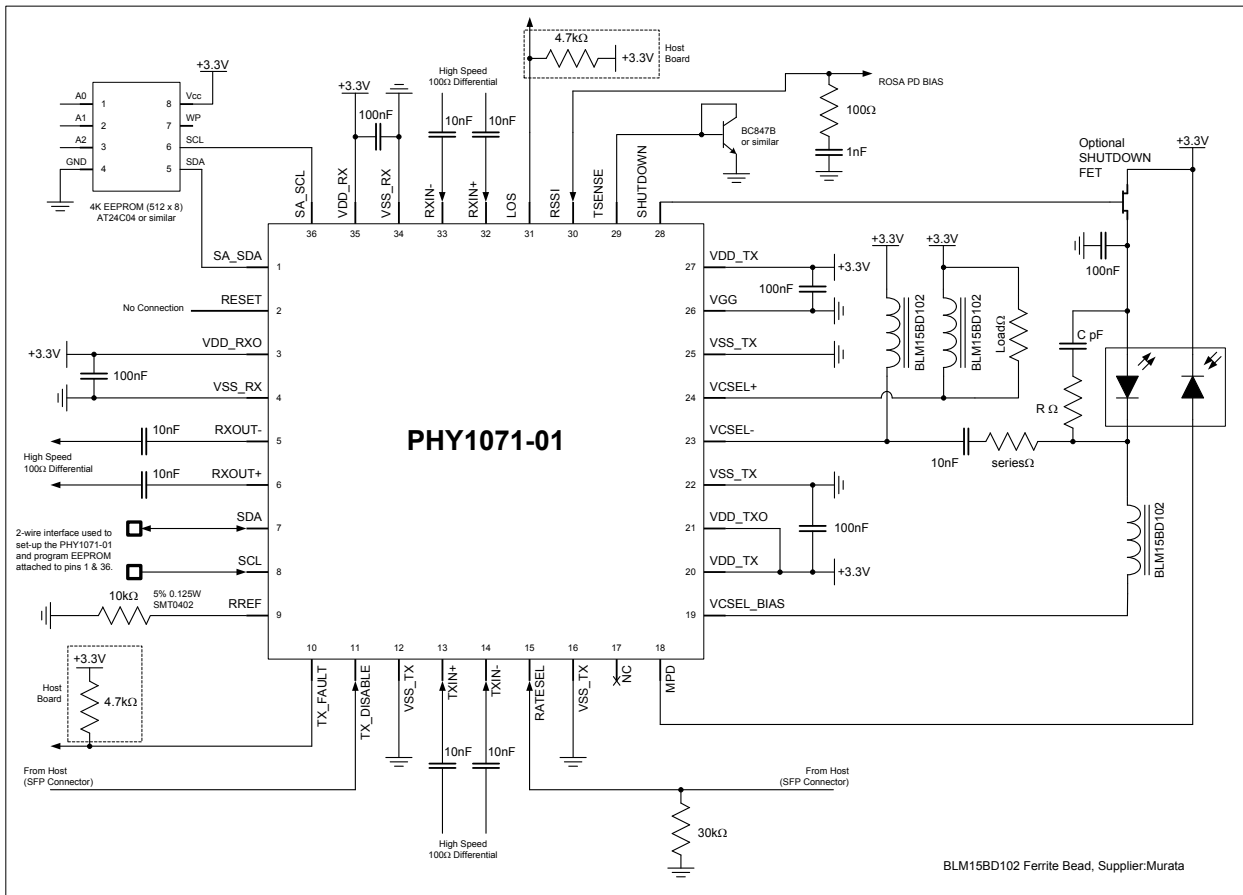 4.7kΩ
+3.3V
Host
Board
+3.3V
A0
1
8
Vcc
A1
2
7
WP
A2
3
6
SCL
GND
4
5
SDA
4K EEPROM (512 x 8)
AT24C04 or similar
+3.3V
100nF
High Speed
100Ω Differential
10nF
10nF
BC847B
or similar
ROSA PD BIAS
100Ω
1nF
Optional
SHUTDOWN
FET
+3.3V
100nF
SA_SCL
VDD_RX
VSS_RX
RXIN-
RXIN+
LOS
RSSI
TSENSE
SHUTDOWN
36
35
34
33
32
31
30
29
28
SA_SDA
1
No Connection
RESET
2
+3.3V
VDD_RXO
3
100nF
VSS_RX
4
10nF
RXOUT-
5
High Speed
100Ω Differential
10nF
RXOUT+
6
2-wire interface used to
set-up the PHY1071-01
and program EEPROM
attached to pins 1 & 36.
SDA
7
SCL
8
10kΩ
5% 0.125W
SMT0402
RREF
9
PHY1071-01
27
VDD_TX
+3.3V
100nF
26
VGG
25
VSS_TX
24
VCSEL+
23
VCSEL-
22
VSS_TX
21
VDD_TXO
100nF
20
VDD_TX
+3.3V
19
VCSEL_BIAS
+3.3V
+3.3V
BLM15BD102
BLM15BD102
LoadΩ
C pF
R Ω
10nF
seriesΩ
BLM15BD102
10
11
12
13
14
15
16
17
18
TX_FAULT
TX_DISABLE
VSS_TX
TXIN+
TXIN-
RATESEL
VSS_TX
NC
MPD
+3.3V
Host
Board
4.7kΩ
From Host
(SFP Connector)
10nF
10nF
High Speed
100Ω Differential
From Host
(SFP Connector)
30kΩ
BLM15BD102 Ferrite Bead, Supplier:Murata